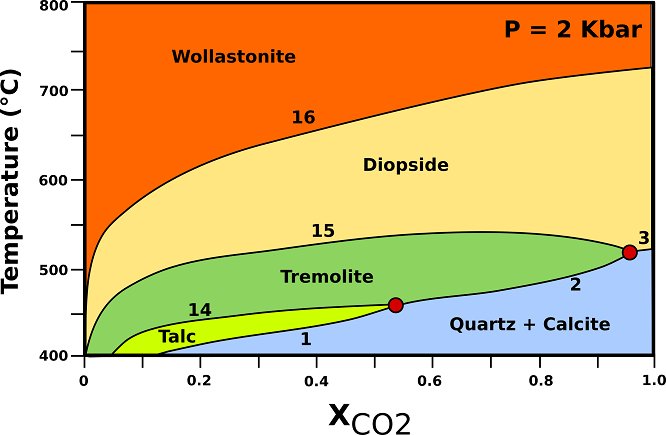 800
P = 2 Kbar
Wollastonite
700
16
Diopside
600
Temperature (°C)
15
3
500
Tremolite
2
14
Quartz + Calcite
Talc
1
400
0
0.2
0.4
0.6
0.8
1.0
XCO2